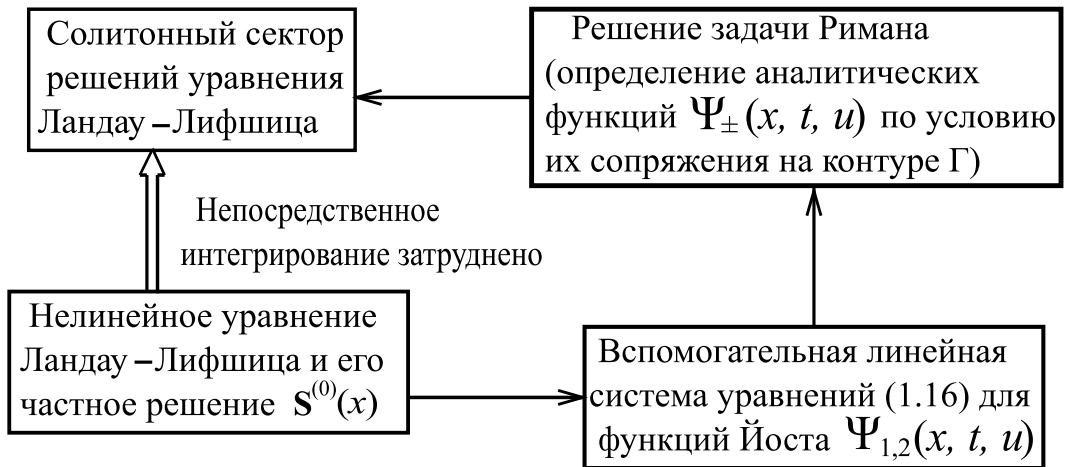 Солитонный сектор
решений уравнения
Ландау – Лифшица
Решение задачи Римана
(определение аналитических
функций Ψ±(x, t, u) по условию
их сопряжения на контуре Γ)
Непосредственное
интегрирование затруднено
Нелинейное уравнение
Ландау – Лифшица и его
частное решение S⁽⁰⁾(x)
Вспомогательная линейная
система уравнений (1.16) для
функций Йоста Ψ₁,₂(x, t, u)